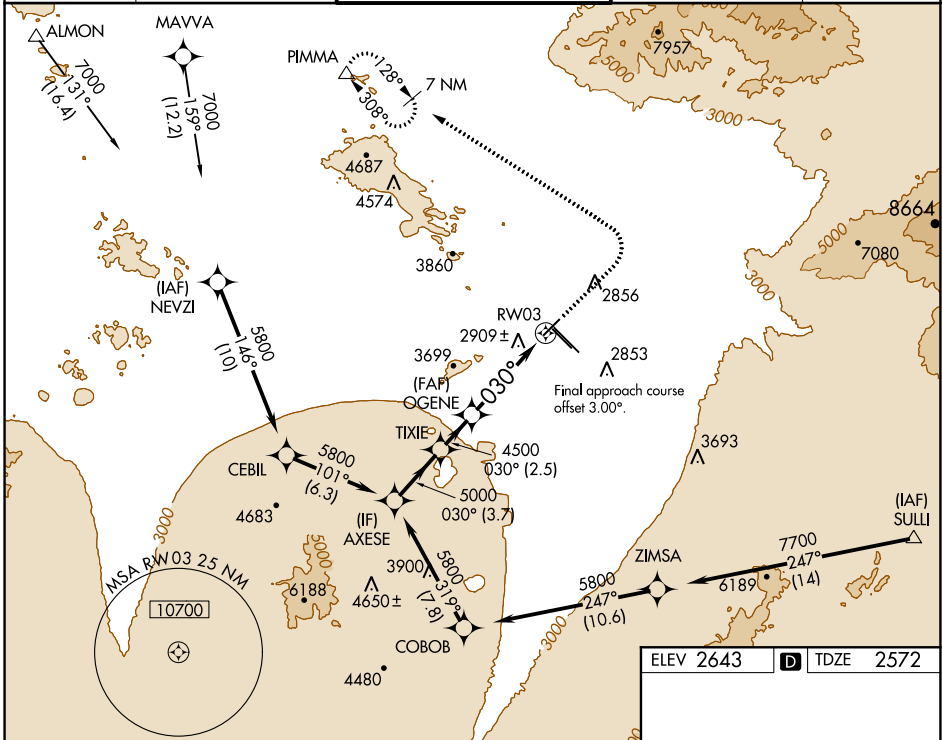 ALMON
7000
131°
(16.4)
MAVVA
7000
159°
(12.2)
PIMMA
128°
308°
7 NM
7957
5000
3000
4687
4574
3860
8664
5000
7080
3000
(IAF)
NEVZI
5800
146°
(10)
2856
RW03
2909±
2853
3699
(FAF)
OGENE
030°
Final approach course
offset 3.00°.
TIXIE
4500
030° (2.5)
3693
CEBIL
5800
101°
(6.3)
5000
030° (3.7)
4683
(IF)
AXESE
(IAF)
SULLI
7700
247°
(14)
3000
5000
ZIMSA
6189
MSA RW03 25 NM
10700
6188
3900
4650±
5800
319°
(7.8)
5800
247°
(10.6)
COBOB
3000
4480
ELEV 2643
D
TDZE 2572